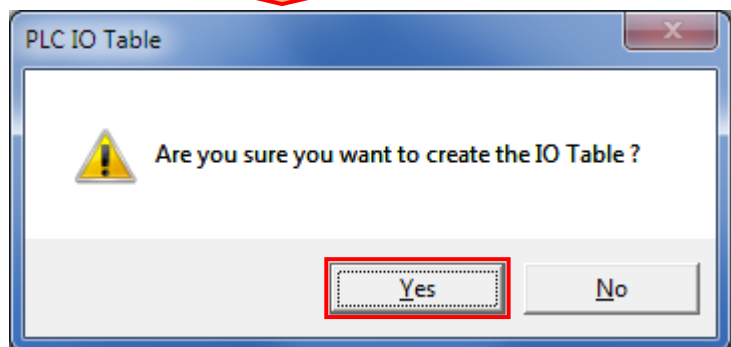 PLC IO Table
Are you sure you want to create the IO Table ?
Yes
No